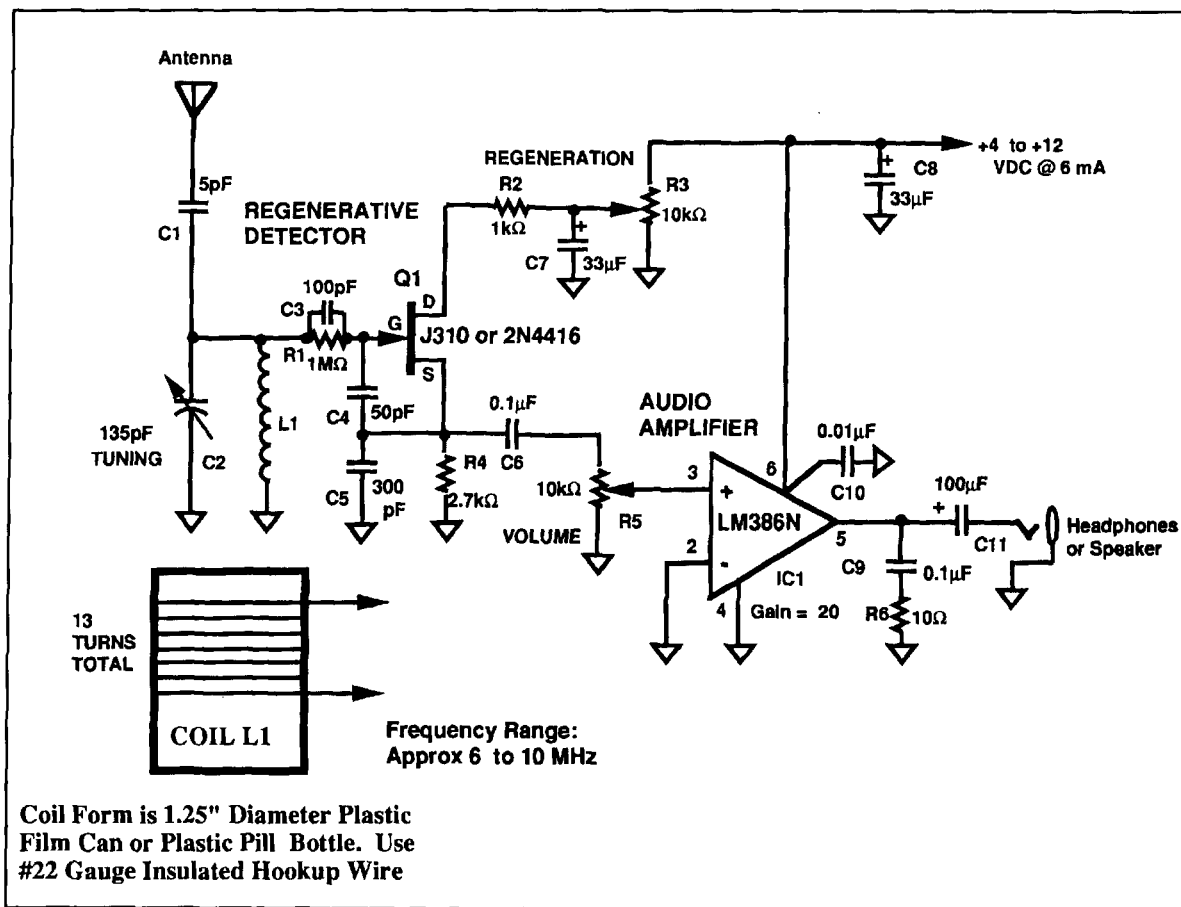 Antenna
5pF
C1
REGENERATIVE
DETECTOR
REGENERATION
R2
1kΩ
C7
33µF
+
R3
10kΩ
+
C8
33µF
+4 to +12
VDC @ 6 mA
100pF
C3
R1
1MΩ
Q1
D
G
S
J310 or 2N4416
135pF
TUNING
C2
L1
C4
50pF
C5
300
pF
R4
2.7kΩ
0.1µF
C6
10kΩ
R5
VOLUME
AUDIO
AMPLIFIER
3
+
2
-
6
LM386N
4
5
IC1
Gain = 20
0.01µF
C10
C9
0.1µF
R6
10Ω
100µF
+
C11
Headphones
or Speaker
13
TURNS
TOTAL
COIL L1
Frequency Range:
Approx 6 to 10 MHz
Coil Form is 1.25" Diameter Plastic
Film Can or Plastic Pill Bottle. Use
#22 Gauge Insulated Hookup Wire